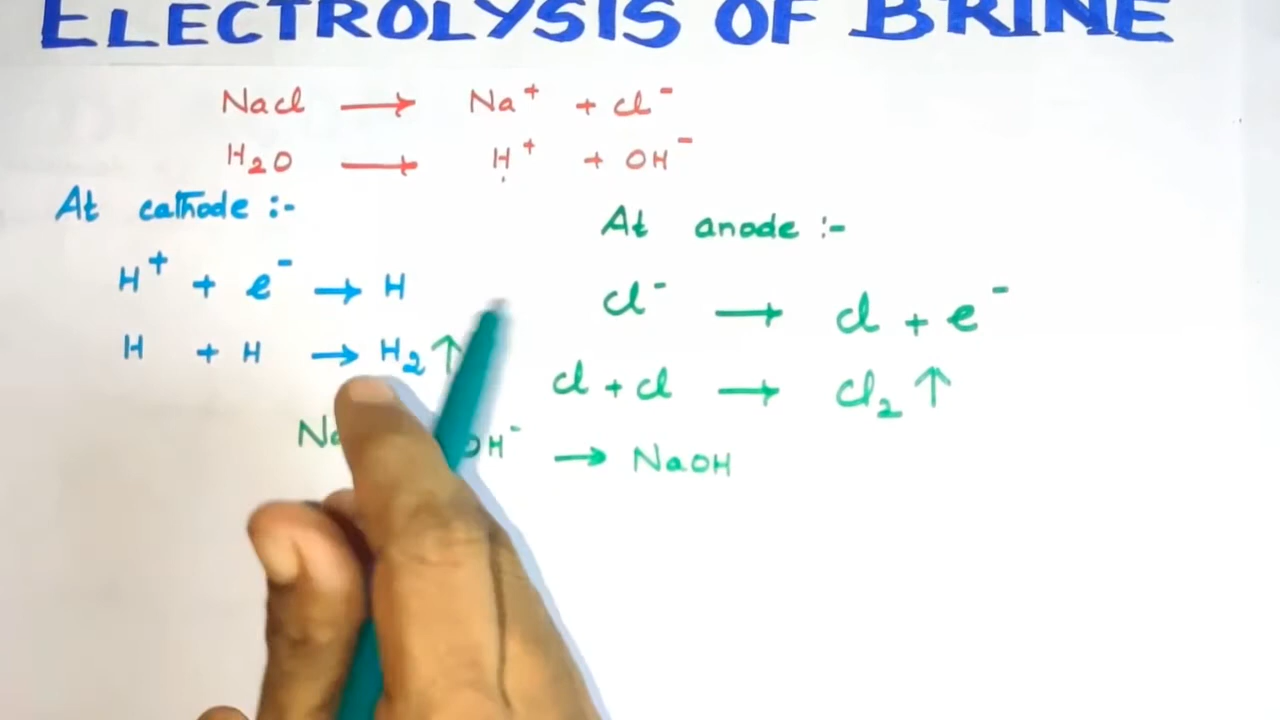 ELECTROLYSIS OF BRINE
NaCl → Na⁺ + Cl⁻
H₂O → H⁺ + OH⁻
At cathode :-
H⁺ + e⁻ → H
H + H → H₂↑
At anode :-
Cl⁻ → Cl + e⁻
Cl + Cl → Cl₂↑
Na OH⁻ → NaOH